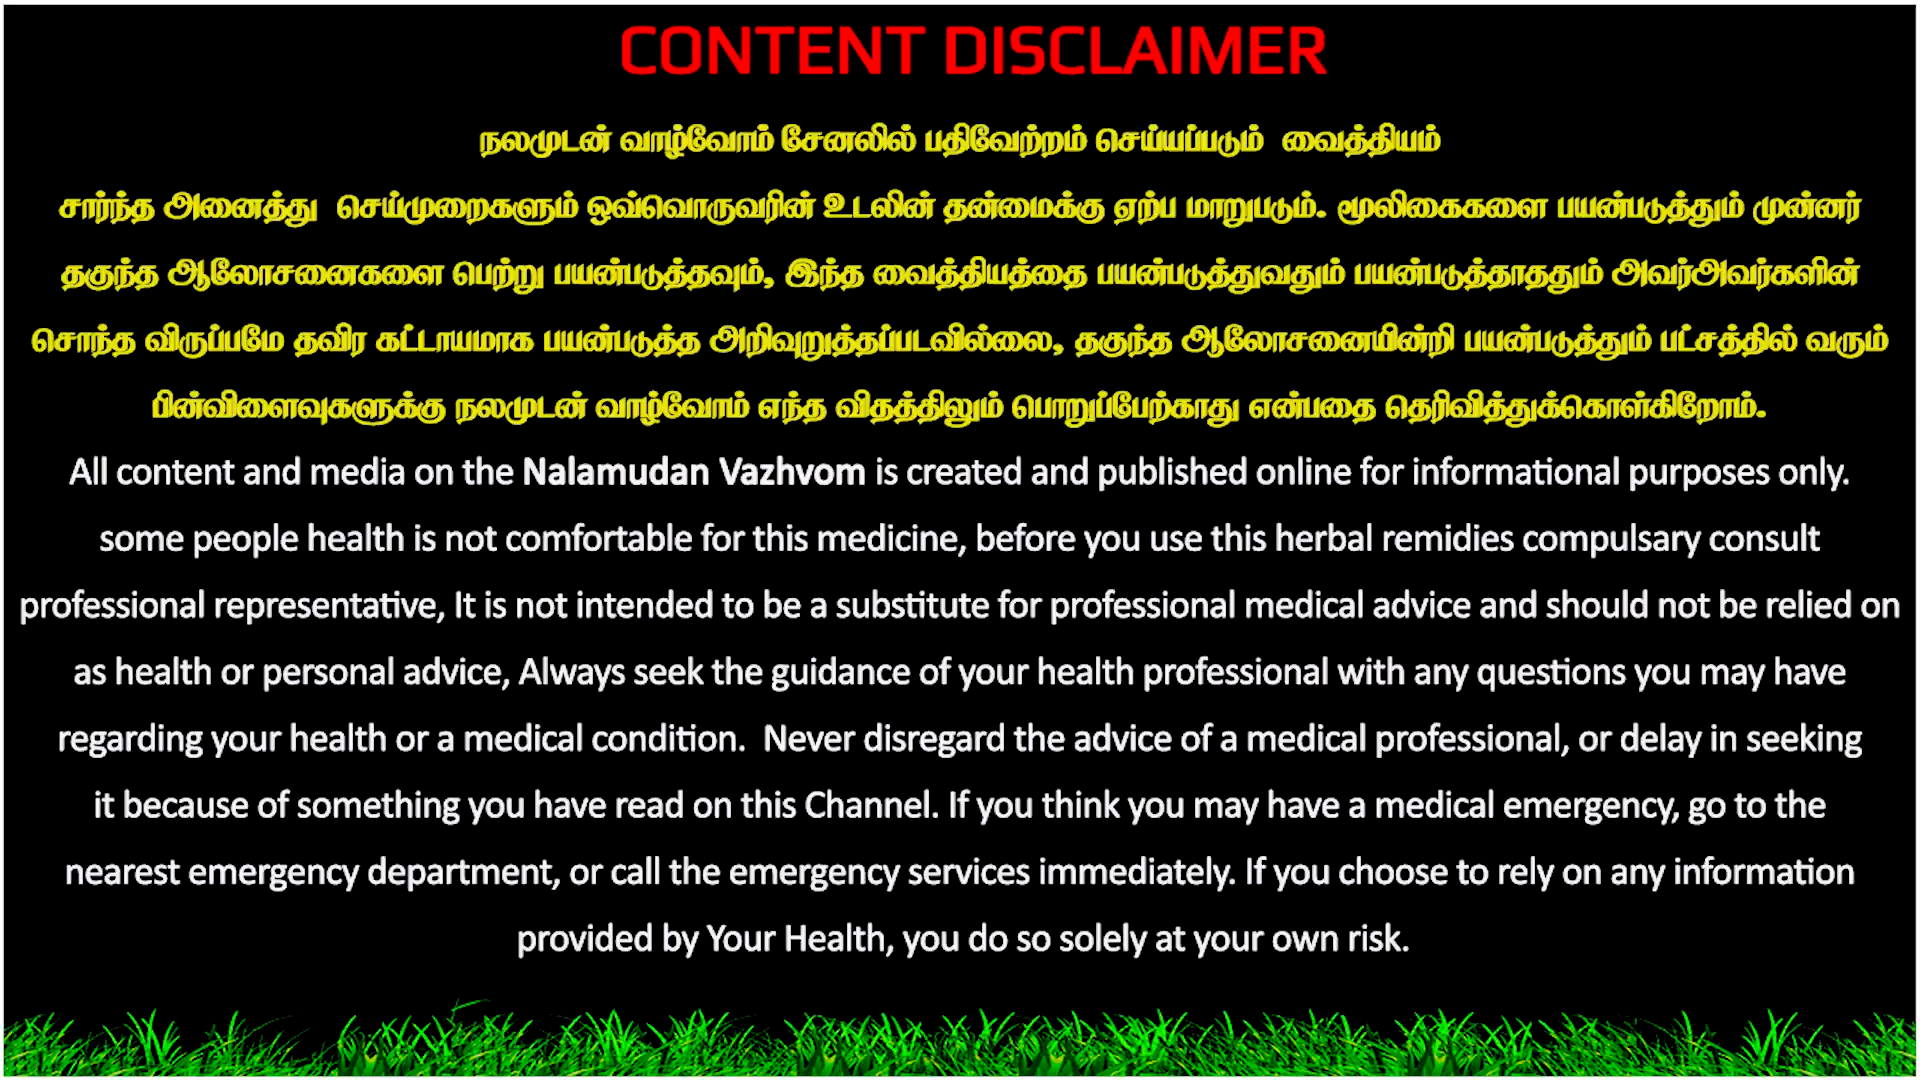 CONTENT DISCLAIMER
நலமுடன் வாழ்வோம் சேனலில் பதிவேற்றம் செய்யப்படும் வைத்தியம்
சார்ந்த அனைத்து செய்முறைகளும் ஒவ்வொருவரின் உடலின் தன்மைக்கு ஏற்ப மாறுபடும். மூலிகைகளை பயன்படுத்தும் முன்னர்
தகுந்த ஆலோசனைகளை பெற்று பயன்படுத்தவும், இந்த வைத்தியத்தை பயன்படுத்துவதும் பயன்படுத்தாததும் அவர்அவர்களின்
சொந்த விருப்பமே தவிர கட்டாயமாக பயன்படுத்த அறிவுறுத்தப்படவில்லை, தகுந்த ஆலோசனையின்றி பயன்படுத்தும் பட்சத்தில் வரும்
பின்விளைவுகளுக்கு நலமுடன் வாழ்வோம் எந்த விதத்திலும் பொறுப்பேற்காது என்பதை தெரிவித்துக்கொள்கிறோம்.
All content and media on the Nalamudan Vazhvom is created and published online for informational purposes only.
some people health is not comfortable for this medicine, before you use this herbal remidies compulsary consult
professional representative, It is not intended to be a substitute for professional medical advice and should not be relied on
as health or personal advice, Always seek the guidance of your health professional with any questions you may have
regarding your health or a medical condition. Never disregard the advice of a medical professional, or delay in seeking
it because of something you have read on this Channel. If you think you may have a medical emergency, go to the
nearest emergency department, or call the emergency services immediately. If you choose to rely on any information
provided by Your Health, you do so solely at your own risk.